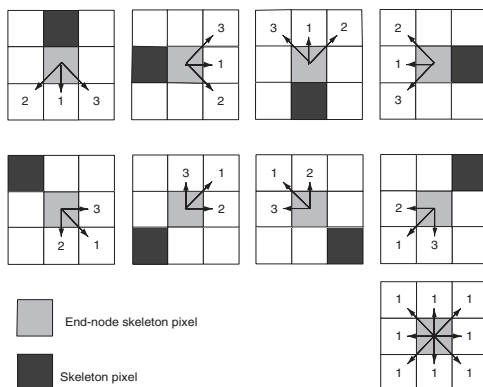 3 3 1 2 2
1 1
2 1 3 2 3
3 1 1 2
3 2 3 2
2 1 1 3
1 1 1
End-node skeleton pixel
1 1
1 1 1
Skeleton pixel